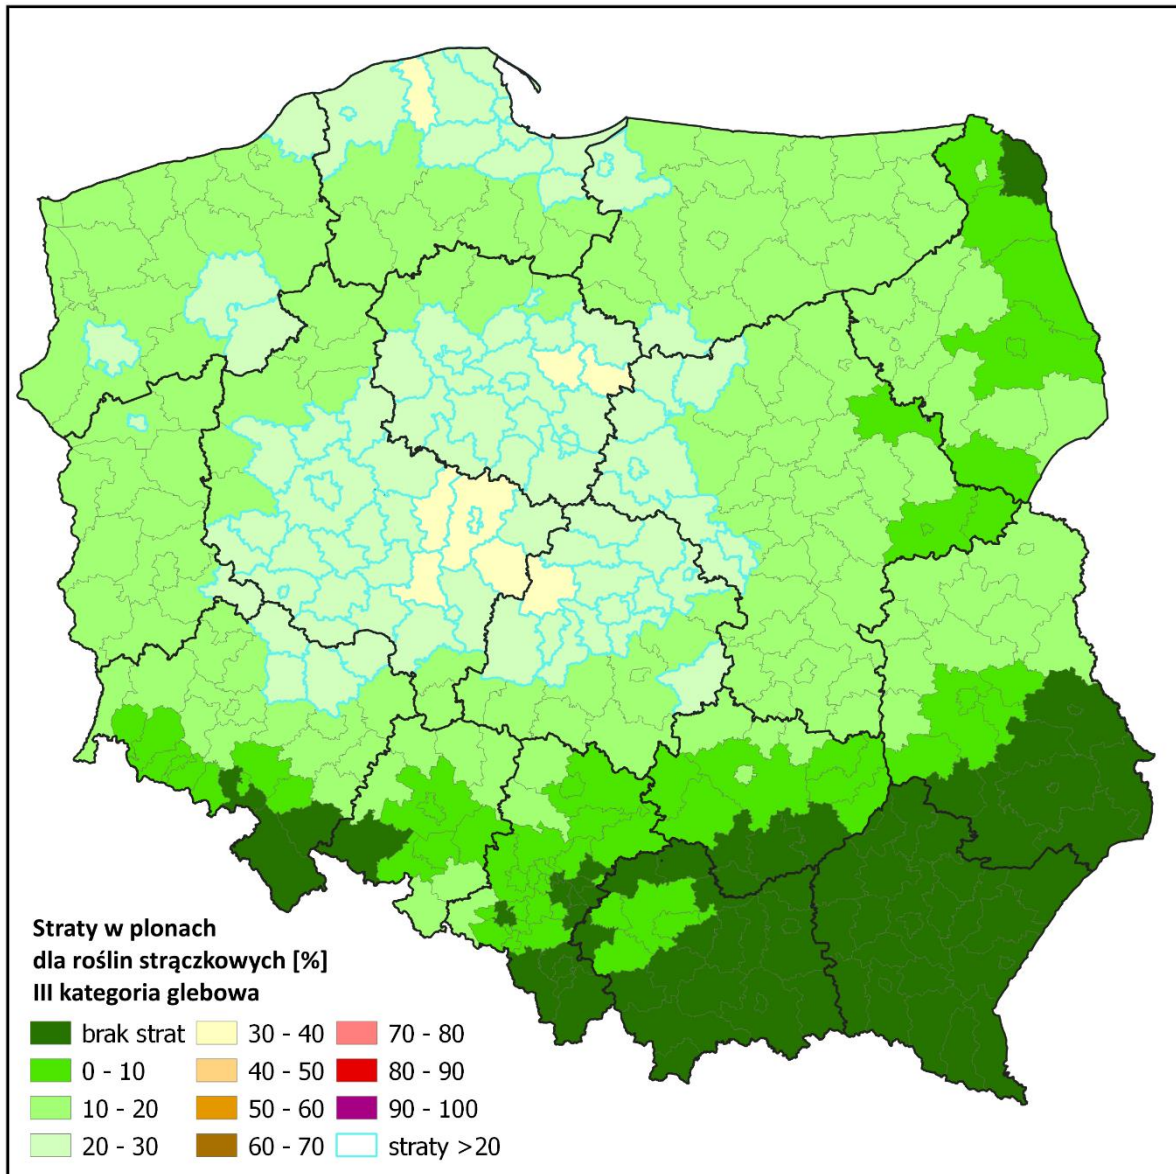 Straty w plonach
dla roślin strączkowych [%]
III kategoria glebowa
brak strat
0 - 10
10 - 20
20 - 30
30 - 40
40 - 50
50 - 60
60 - 70
70 - 80
80 - 90
90 - 100
straty >20